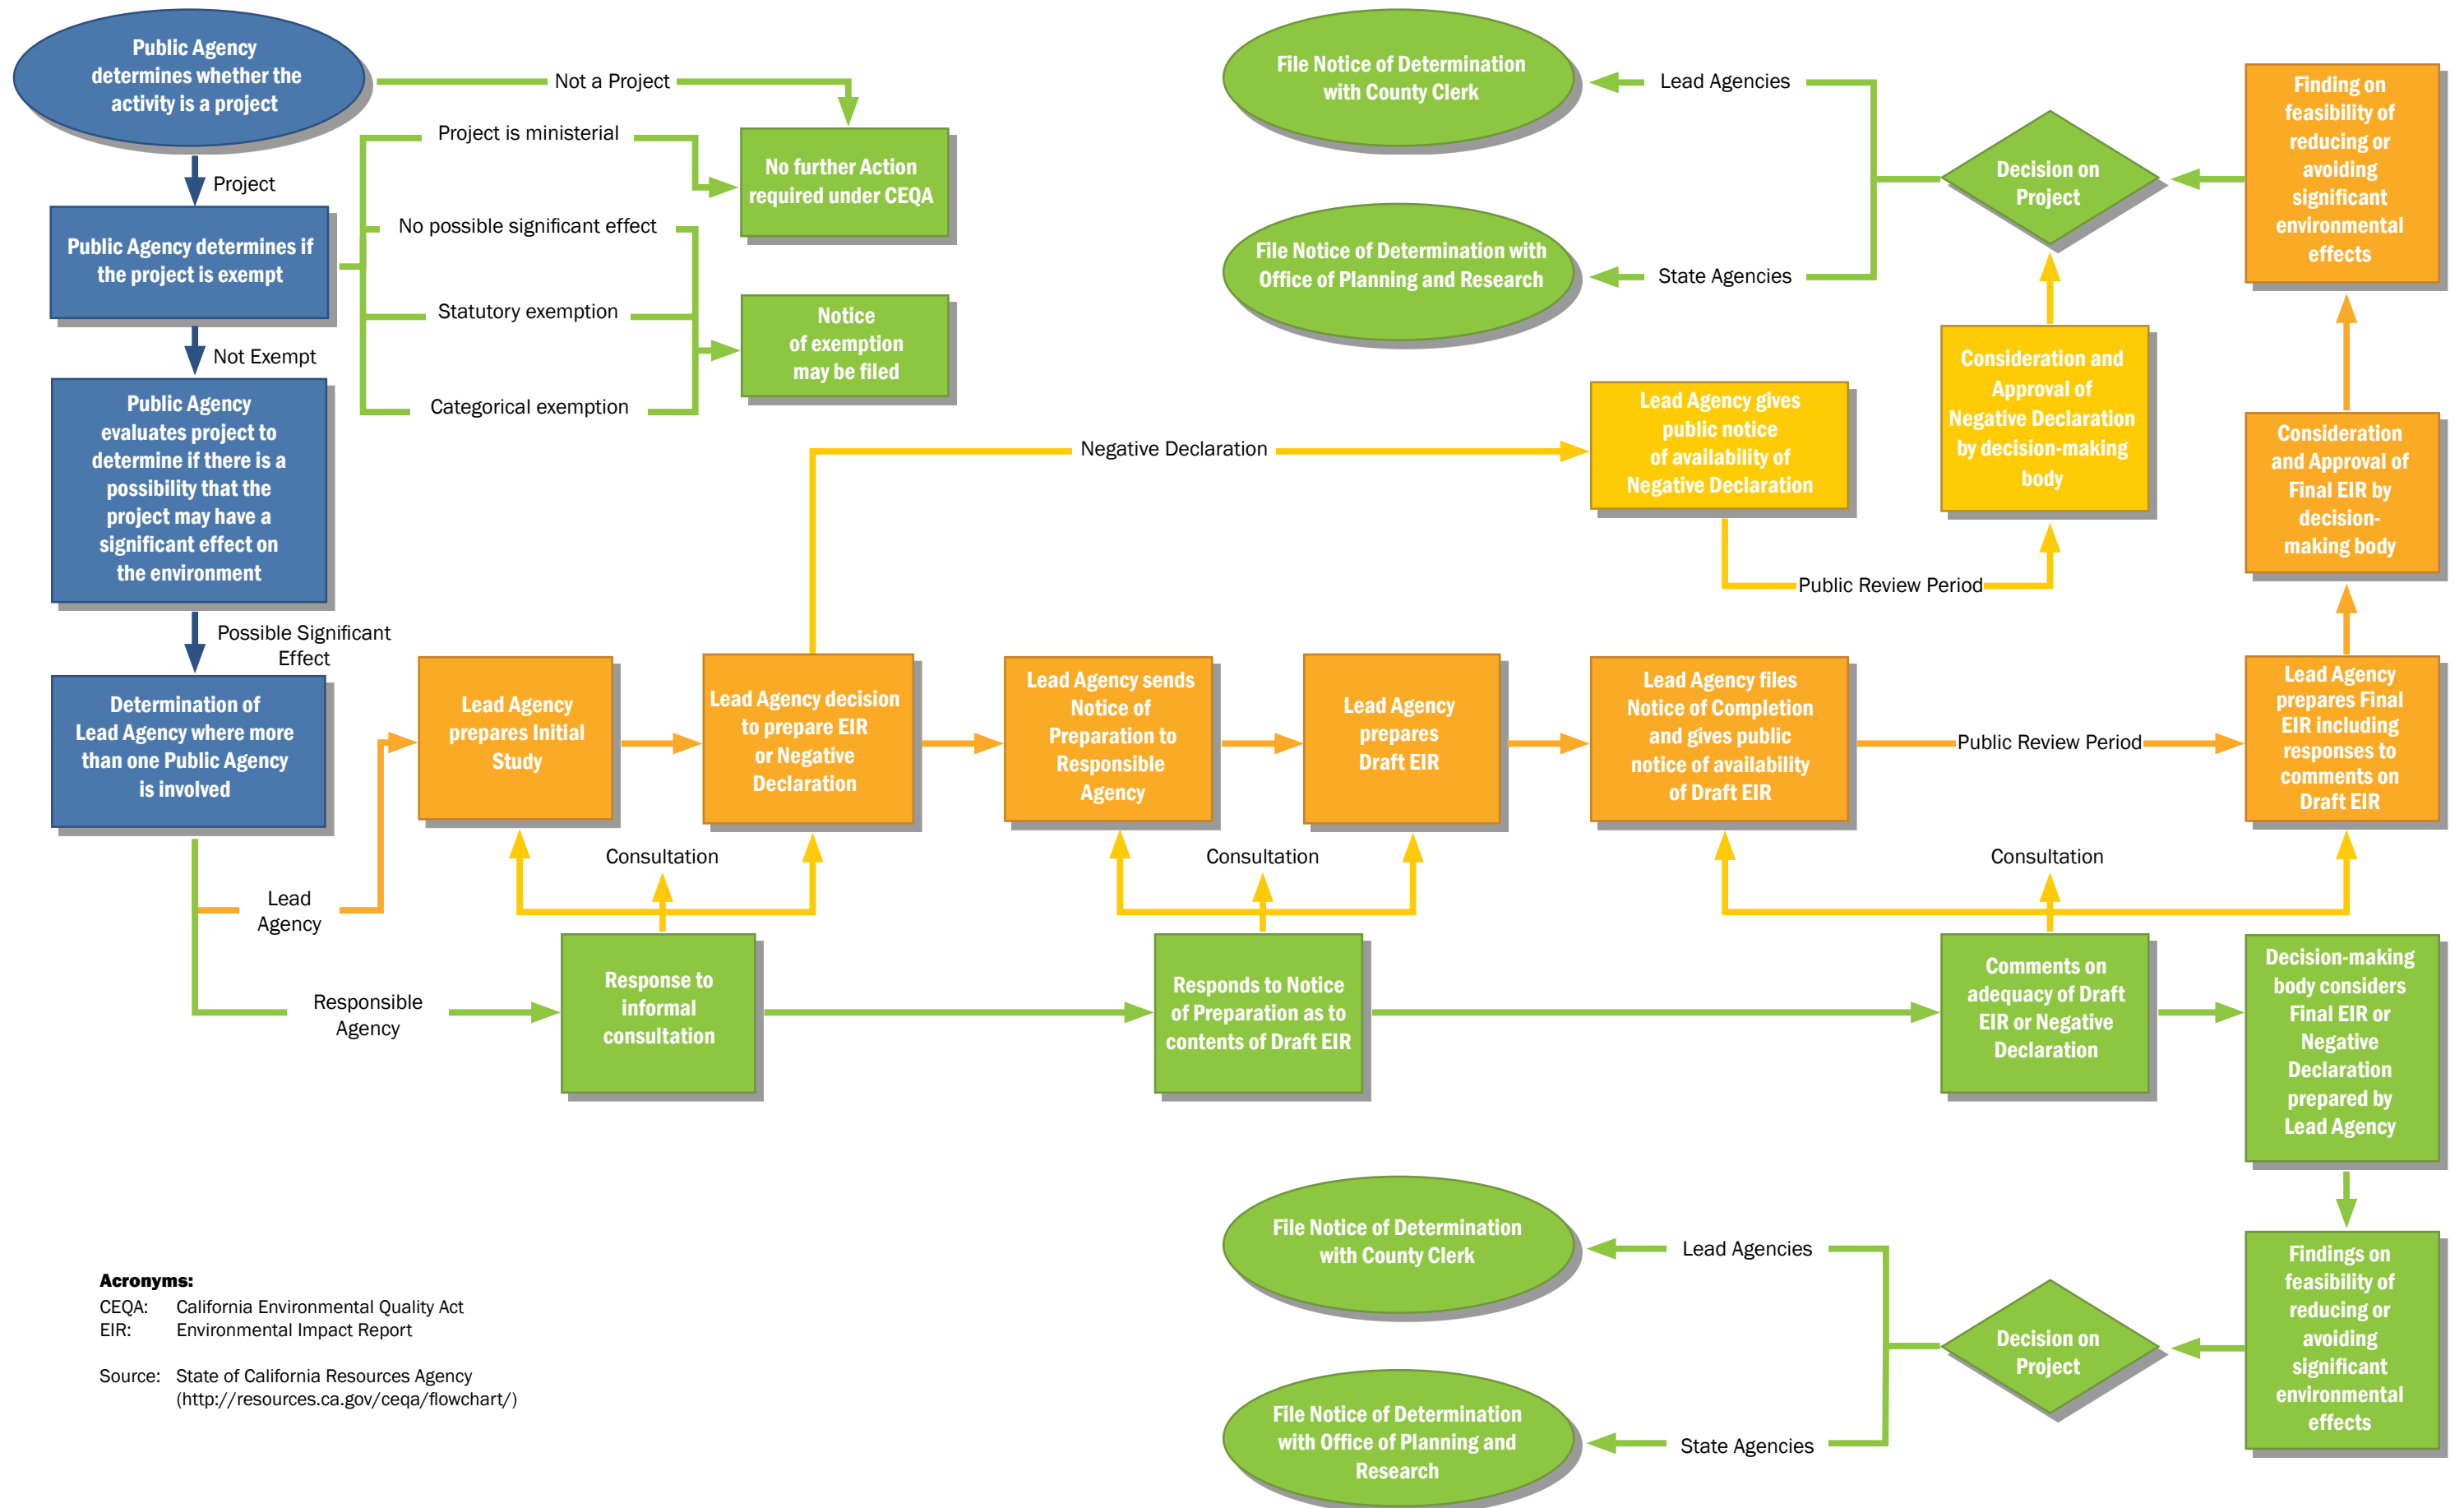 Public Agency
determines whether the
activity is a project
Not a Project
Project
Project is ministerial
No further Action
required under CEQA
Public Agency determines if
the project is exempt
No possible significant effect
Statutory exemption
Notice
of exemption
may be filed
Categorical exemption
Not Exempt
Public Agency
evaluates project to
determine if there is a
possibility that the
project may have a
significant effect on
the environment
Possible Significant
Effect
Determination of
Lead Agency where more
than one Public Agency
is involved
Lead
Agency
Responsible
Agency
Lead Agency
prepares Initial
Study
Lead Agency decision
to prepare EIR
or Negative
Declaration
Negative Declaration
Lead Agency gives
public notice
of availability of
Negative Declaration
Public Review Period
Consideration and
Approval of
Negative Declaration
by decision-making
body
Lead Agency sends
Notice of
Preparation to
Responsible
Agency
Lead Agency
prepares
Draft EIR
Lead Agency files
Notice of Completion
and gives public
notice of availability
of Draft EIR
Public Review Period
Lead Agency
prepares Final
EIR including
responses to
comments on
Draft EIR
Consideration
and Approval of
Final EIR by
decision-
making body
Finding on
feasibility of
reducing or
avoiding
significant
environmental
effects
Decision on
Project
Lead Agencies
File Notice of Determination
with County Clerk
State Agencies
File Notice of Determination with
Office of Planning and Research
Consultation
Consultation
Consultation
Response to
informal
consultation
Responds to Notice
of Preparation as to
contents of Draft EIR
Comments on
adequacy of Draft
EIR or Negative
Declaration
Decision-making
body considers
Final EIR or
Negative
Declaration
prepared by
Lead Agency
Findings on
feasibility of
reducing or
avoiding
significant
environmental
effects
Decision on
Project
Lead Agencies
File Notice of Determination
with County Clerk
State Agencies
File Notice of Determination
with Office of Planning and
Research
Acronyms:
CEQA: California Environmental Quality Act
EIR: Environmental Impact Report
Source: State of California Resources Agency
(http://resources.ca.gov/ceqa/flowchart/)